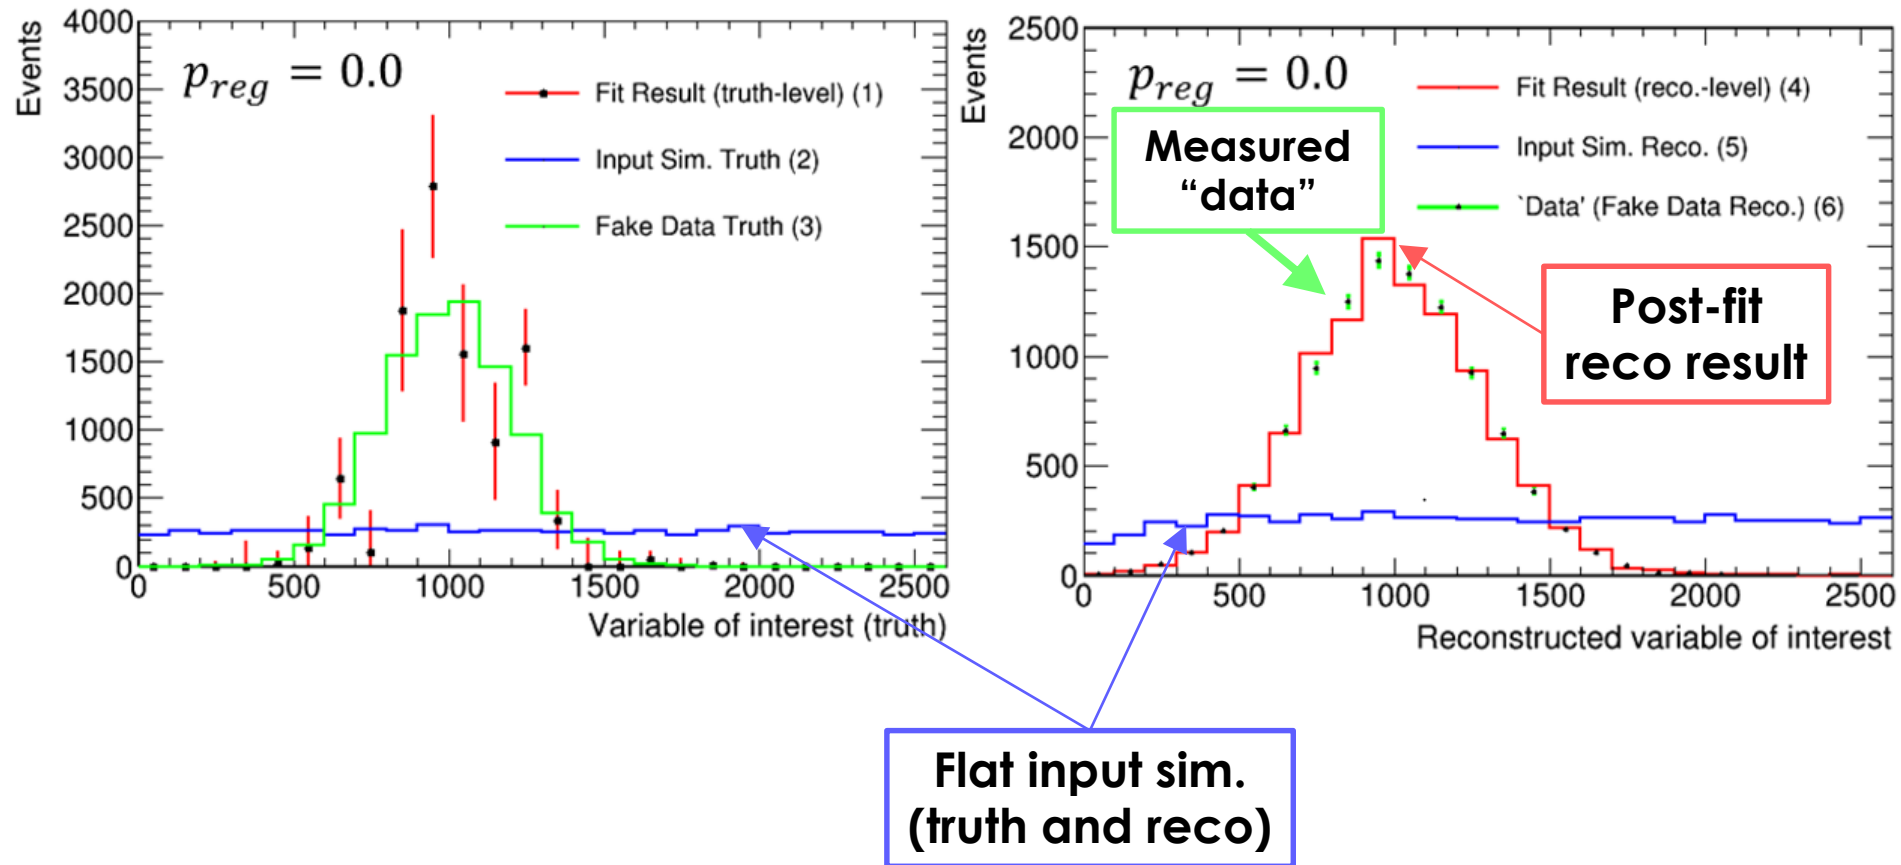 Events
4000
3500
3000
2500
2000
1500
1000
500
0
p_reg = 0.0
Fit Result (truth-level) (1)
Input Sim. Truth (2)
Fake Data Truth (3)
0 500 1000 1500 2000 2500
Variable of interest (truth)
Events
2500
2000
1500
1000
500
0
p_reg = 0.0
Fit Result (reco.-level) (4)
Input Sim. Reco. (5)
`Data' (Fake Data Reco.) (6)
Measured
“data”
Post-fit
reco result
0 500 1000 1500 2000 2500
Reconstructed variable of interest
Flat input sim.
(truth and reco)